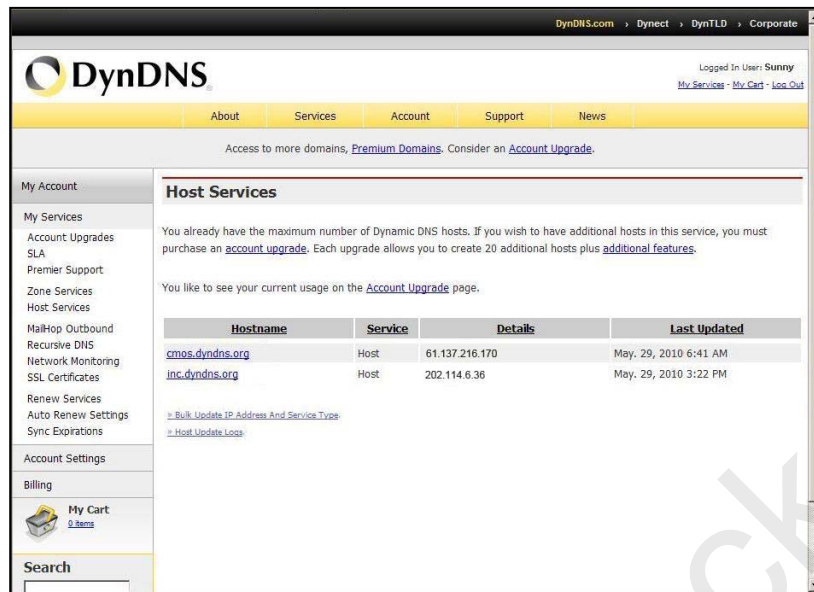 DynDNS.com › Dynect › DynTLD › Corporate
DynDNS
Logged In User: Sunny
My Services - My Cart - Log Out
About Services Account Support News
Access to more domains, Premium Domains. Consider an Account Upgrade.
My Account
My Services
Account Upgrades
SLA
Premier Support
Zone Services
Host Services
MailHop Outbound
Recursive DNS
Network Monitoring
SSL Certificates
Renew Services
Auto Renew Settings
Sync Expirations
Account Settings
Billing
My Cart
0 items
Search
Host Services
You already have the maximum number of Dynamic DNS hosts. If you wish to have additional hosts in this service, you must
purchase an account upgrade. Each upgrade allows you to create 20 additional hosts plus additional features.
You like to see your current usage on the Account Upgrade page.
Hostname Service Details Last Updated
cmos.dyndns.org Host 61.137.216.170 May. 29, 2010 6:41 AM
inc.dyndns.org Host 202.114.6.36 May. 29, 2010 3:22 PM
» Bulk Update IP Address And Service Type.
» Host Update Logs.
ck